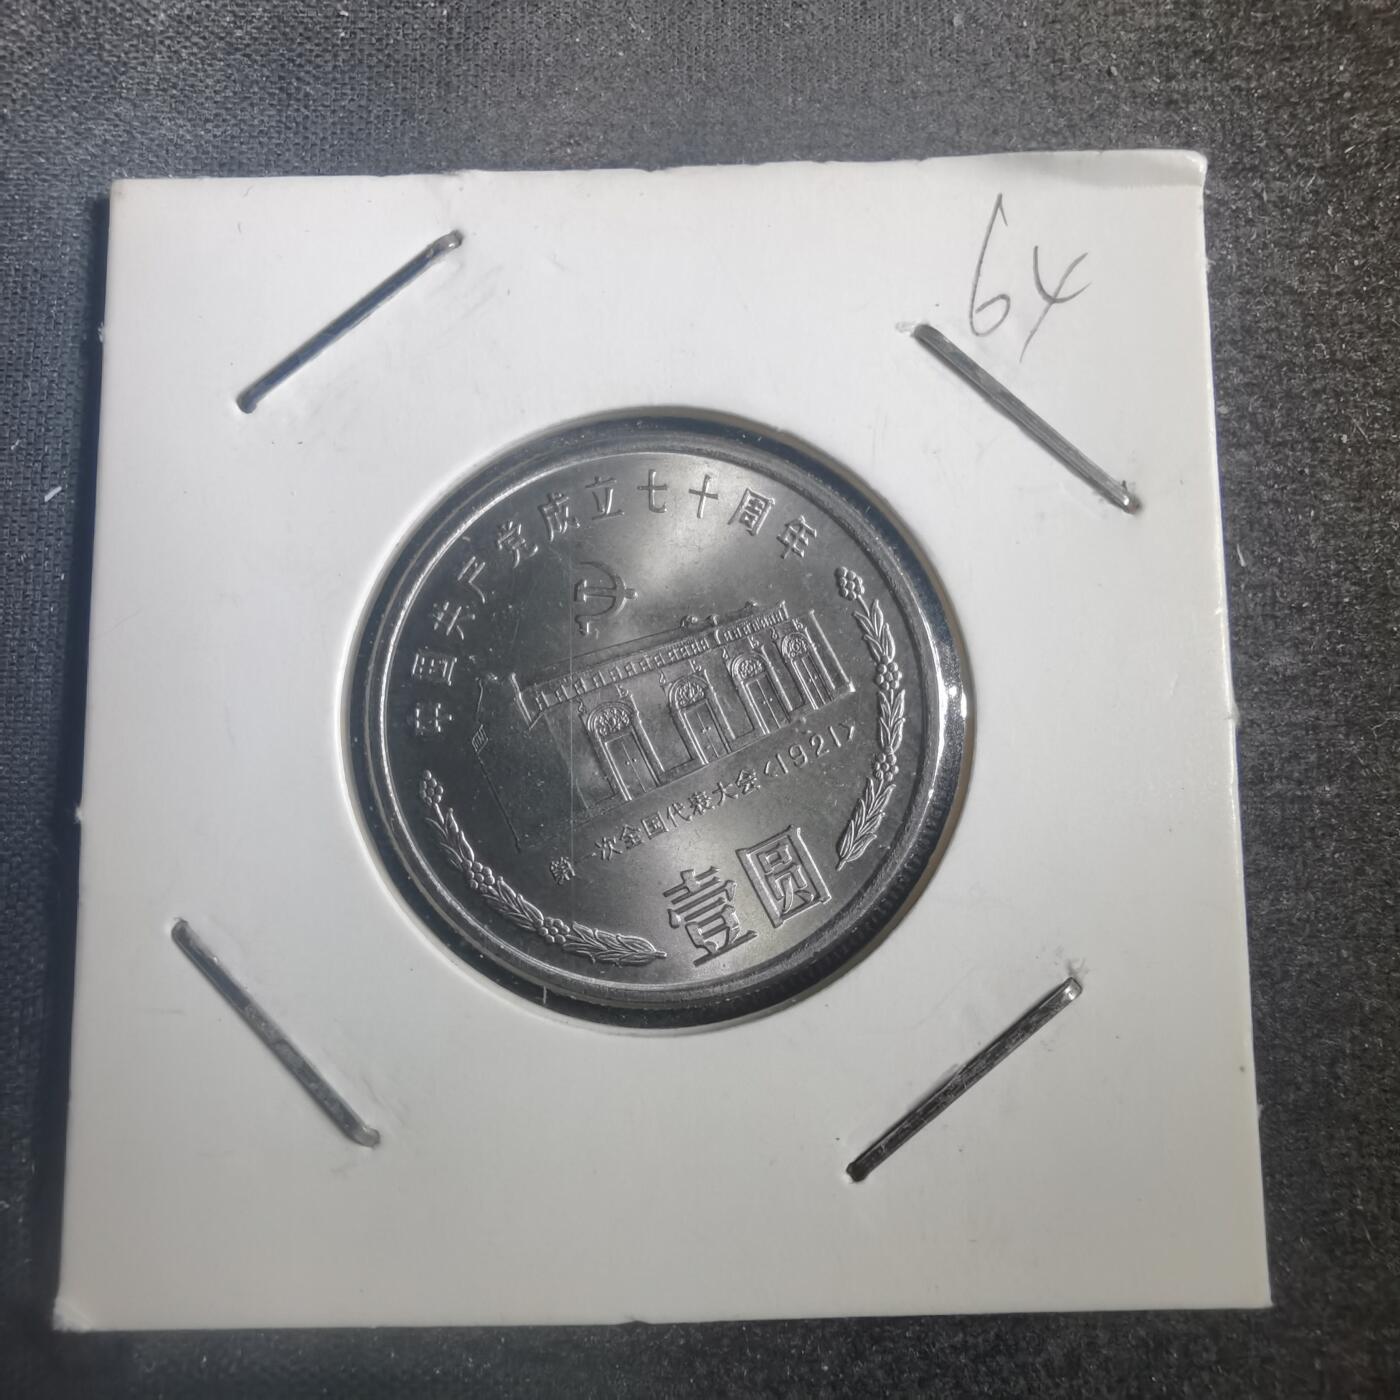 64
中国共产党成立七十周年
第一次全国代表大会<1921>
壹圆